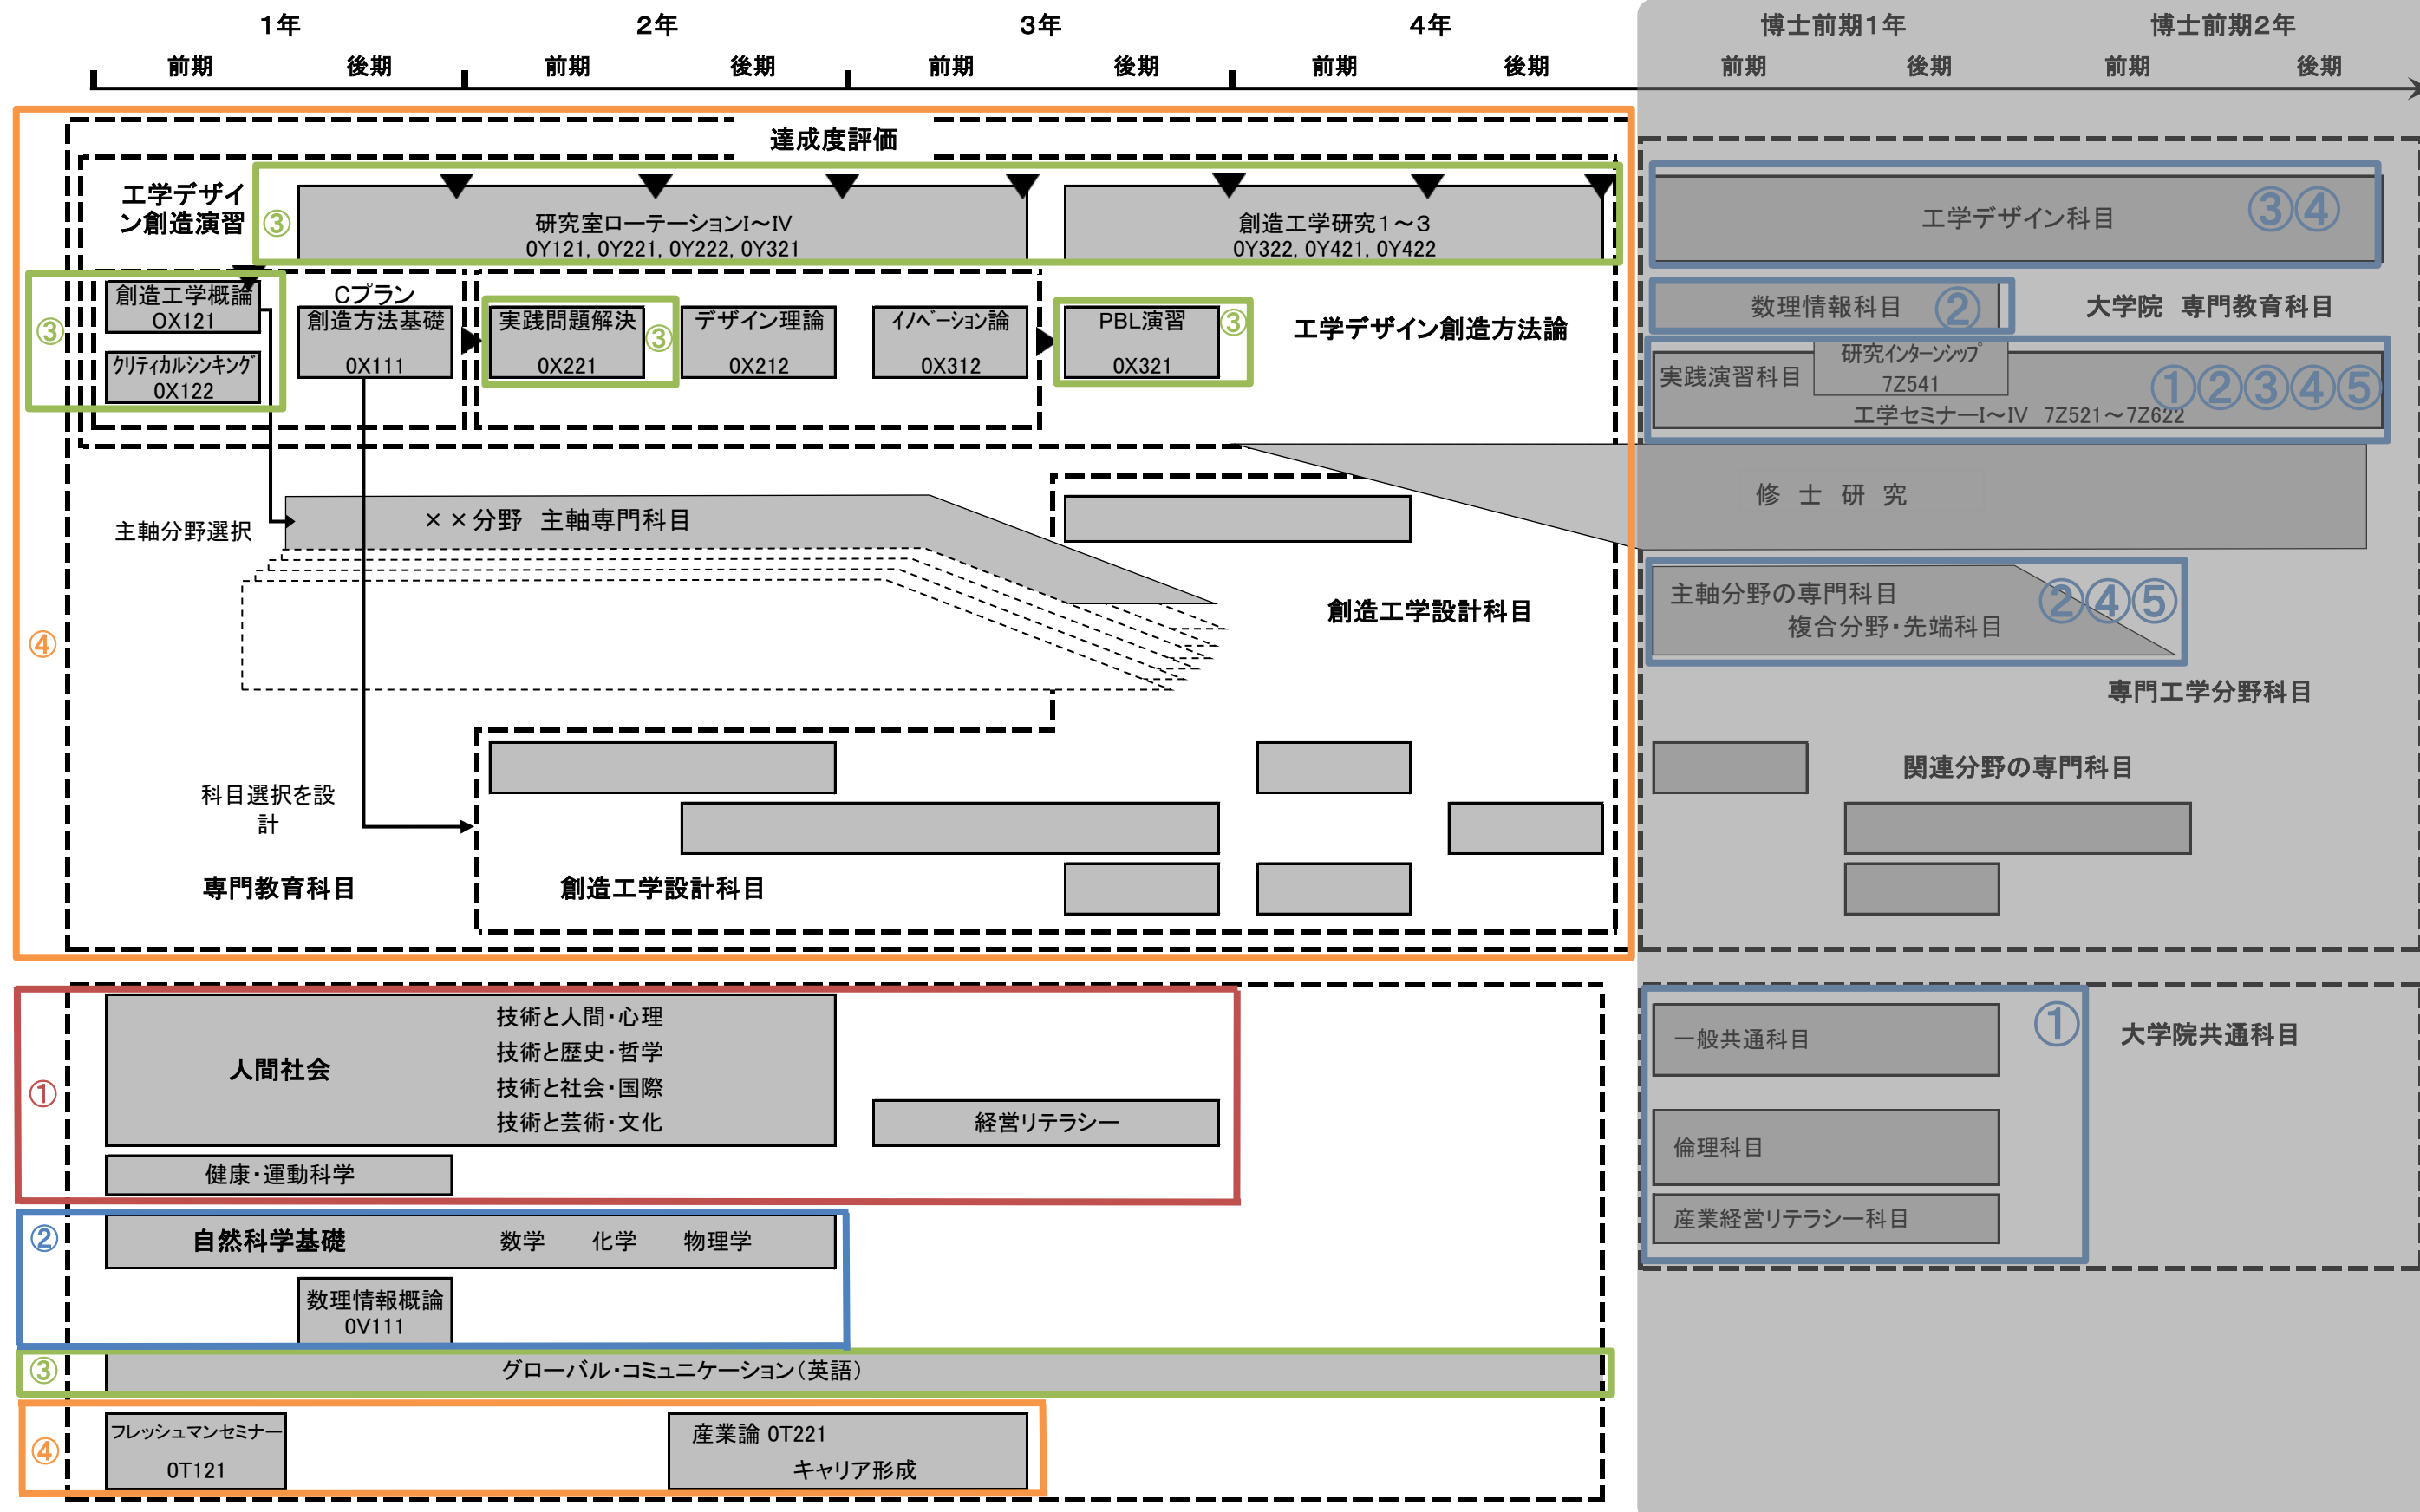 1年
2年
3年
4年
博士前期1年
博士前期2年
前期
後期
前期
後期
前期
後期
前期
後期
前期
後期
前期
後期
達成度評価
工学デザイ
ン創造演習
③
研究室ローテーションI～IV
0Y121, 0Y221, 0Y222, 0Y321
創造工学研究1～3
0Y322, 0Y421, 0Y422
工学デザイン科目
③④
③
創造工学概論
OX121
クリティカルシンキング
0X122
Cプラン
創造方法基礎
0X111
実践問題解決
0X221
③
デザイン理論
0X212
イノベーション論
0X312
PBL演習
0X321
③
工学デザイン創造方法論
数理情報科目
②
大学院　専門教育科目
実践演習科目
研究インターンシップ
7Z541
①②③④⑤
工学セミナーI～IV 7Z521～7Z622
主軸分野選択
××分野　主軸専門科目
修 士 研 究
④
創造工学設計科目
主軸分野の専門科目
複合分野・先端科目
②④⑤
専門工学分野科目
科目選択を設
計
関連分野の専門科目
専門教育科目
創造工学設計科目
①
人間社会
技術と人間・心理
技術と歴史・哲学
技術と社会・国際
技術と芸術・文化
経営リテラシー
健康・運動科学
一般共通科目
①
大学院共通科目
倫理科目
産業経営リテラシー科目
②
自然科学基礎
数学　化学　物理学
数理情報概論
0V111
③
グローバル・コミュニケーション（英語）
④
フレッシュマンセミナー
0T121
産業論 0T221
キャリア形成